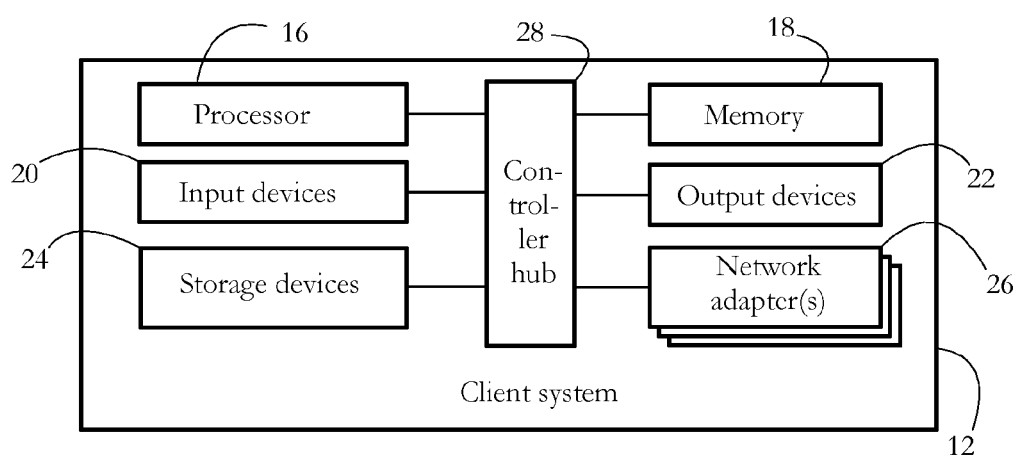 16
28
18
Processor
Memory
20
Input devices
Con-
trol-
ler
hub
Output devices
22
24
Storage devices
Network
adapter(s)
26
Client system
12